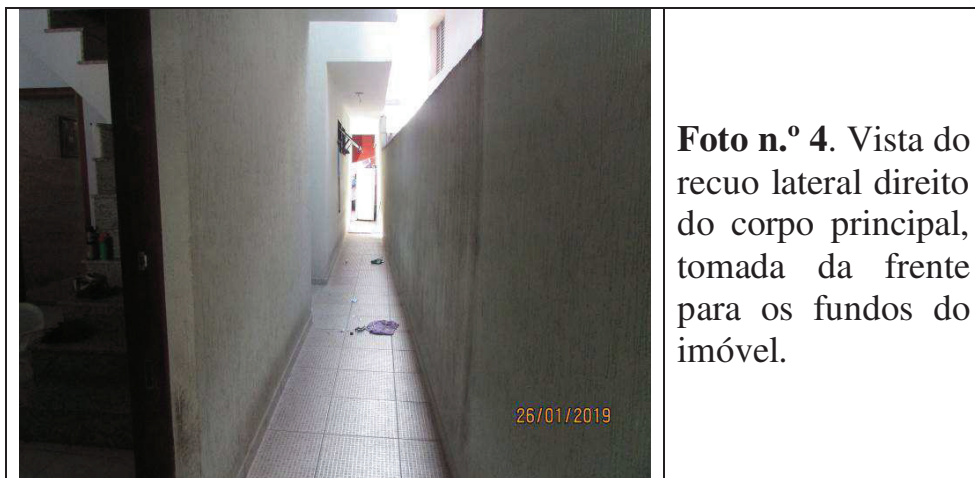 26/01/2019
Foto n.º 4. Vista do
recuo lateral direito
do corpo principal,
tomada da frente
para os fundos do
imóvel.